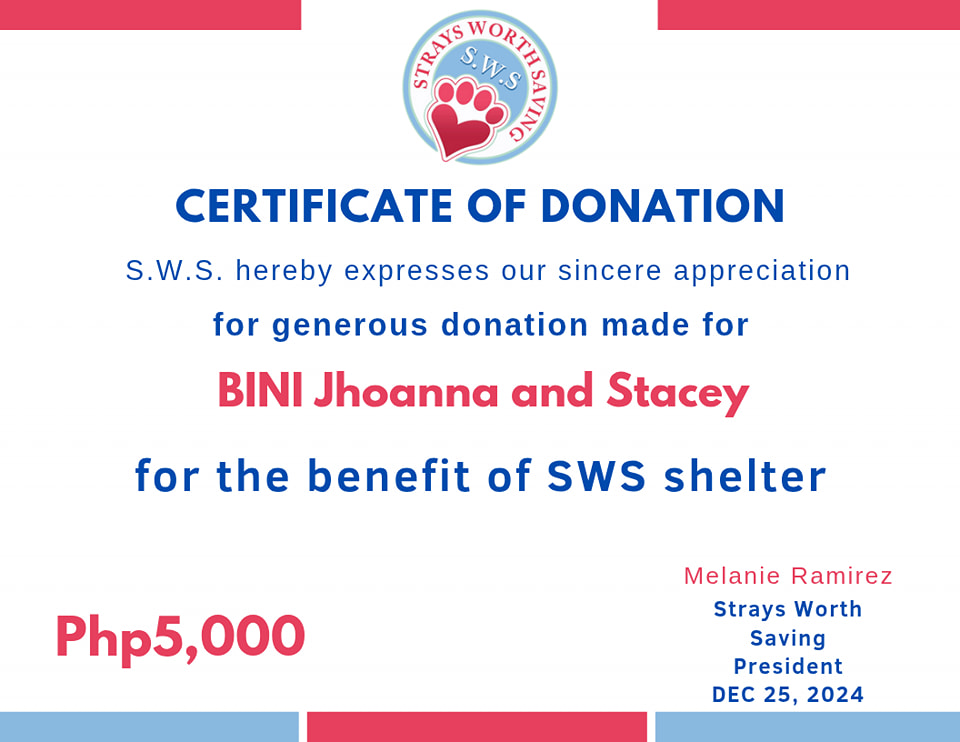 STRAYS WORTH SAVING
S.W.S
CERTIFICATE OF DONATION
S.W.S. hereby expresses our sincere appreciation
for generous donation made for
BINI Jhoanna and Stacey
for the benefit of SWS shelter
Php5,000
Melanie Ramirez
Strays Worth
Saving
President
DEC 25, 2024